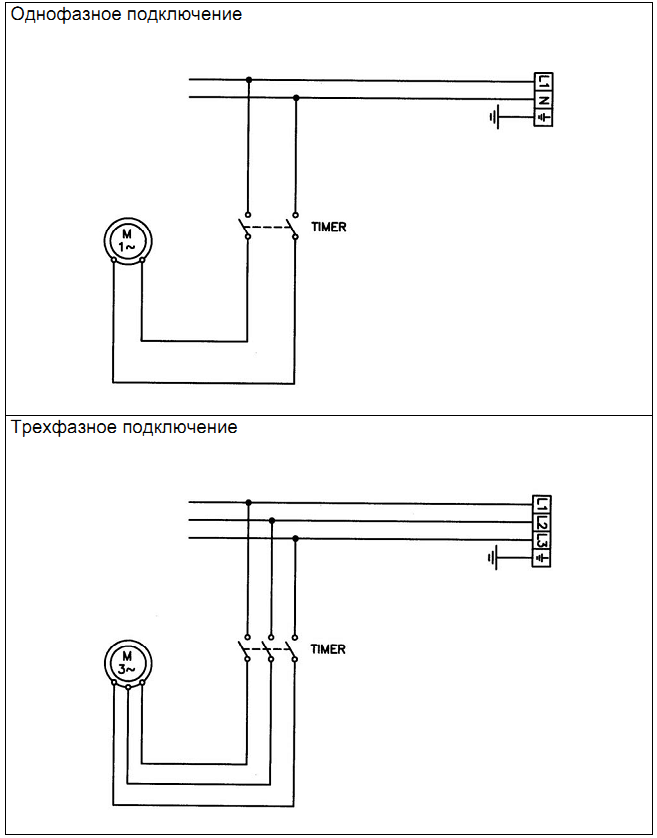 Однофазное подключение
L1
N
M
1~
TIMER
Трехфазное подключение
L1
L2
L3
M
3~
TIMER